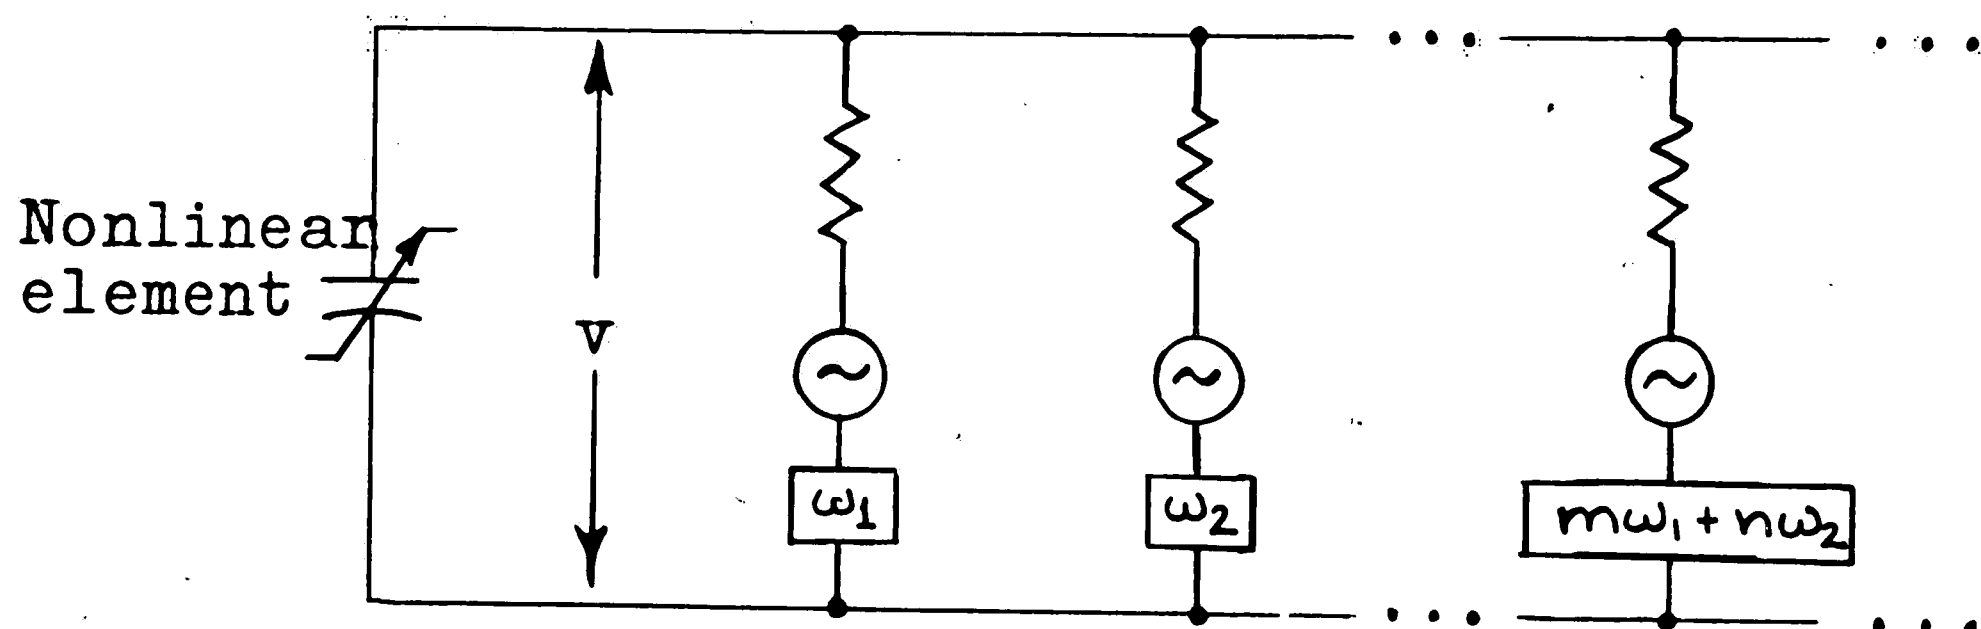 Nonlinear
element
v
ω1
ω2
mω1 + nω2